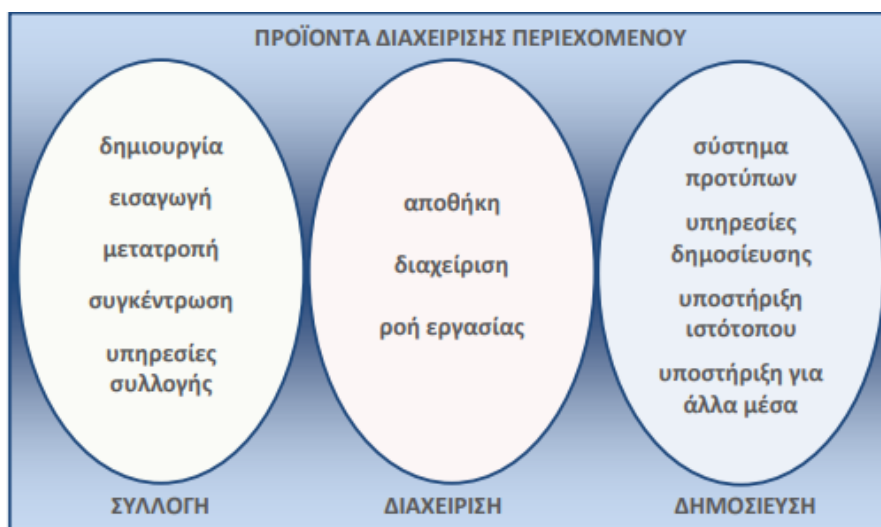 ΠΡΟΪΟΝΤΑ ΔΙΑΧΕΙΡΙΣΗΣ ΠΕΡΙΕΧΟΜΕΝΟΥ
δημιουργία
εισαγωγή
μετατροπή
συγκέντρωση
υπηρεσίες
συλλογής
ΣΥΛΛΟΓΗ
αποθήκη
διαχείριση
ροή εργασίας
ΔΙΑΧΕΙΡΙΣΗ
σύστημα
προτύπων
υπηρεσίες
δημοσίευσης
υποστήριξη
ιστότοπου
υποστήριξη για
άλλα μέσα
ΔΗΜΟΣΙΕΥΣΗ